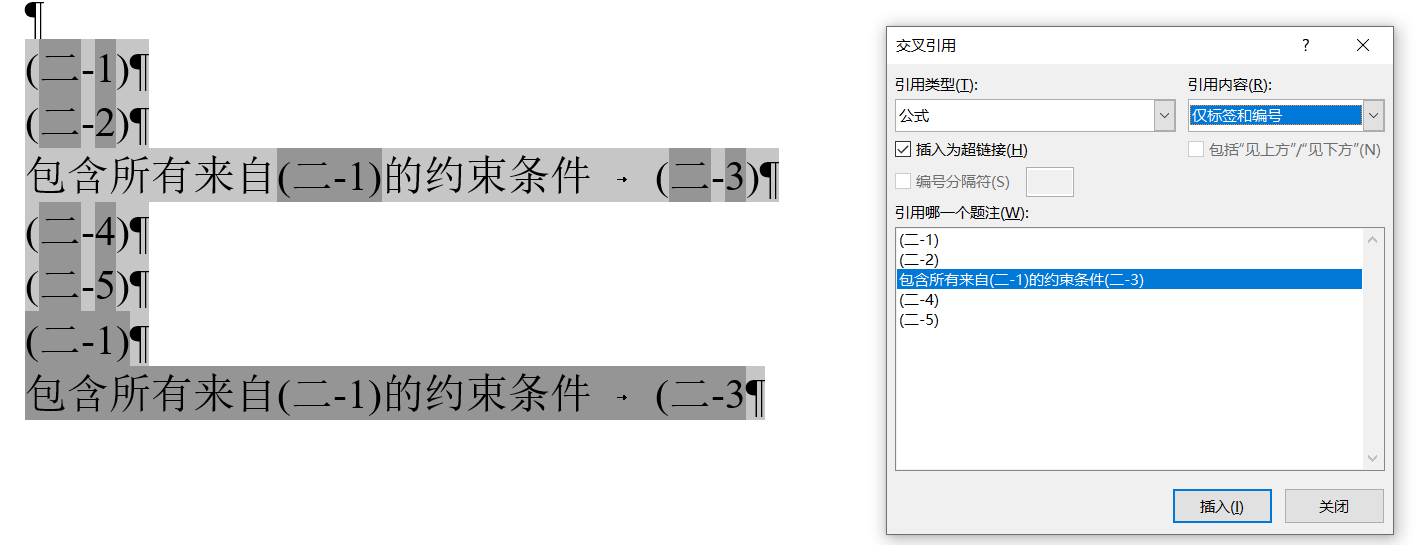 ¶
(二-1)¶
(二-2)¶
包含所有来自(二-1)的约束条件 → (二-3)¶
(二-4)¶
(二-5)¶
(二-1)¶
包含所有来自(二-1)的约束条件 → (二-3¶
交叉引用 ?
引用类型(T): 引用内容(R):
公式 仅标签和编号
插入为超链接(H) 包括“见上方”/“见下方”(N)
编号分隔符(S)
引用哪一个题注(W):
(二-1)
(二-2)
包含所有来自(二-1)的约束条件(二-3)
(二-4)
(二-5)
插入(I) 关闭